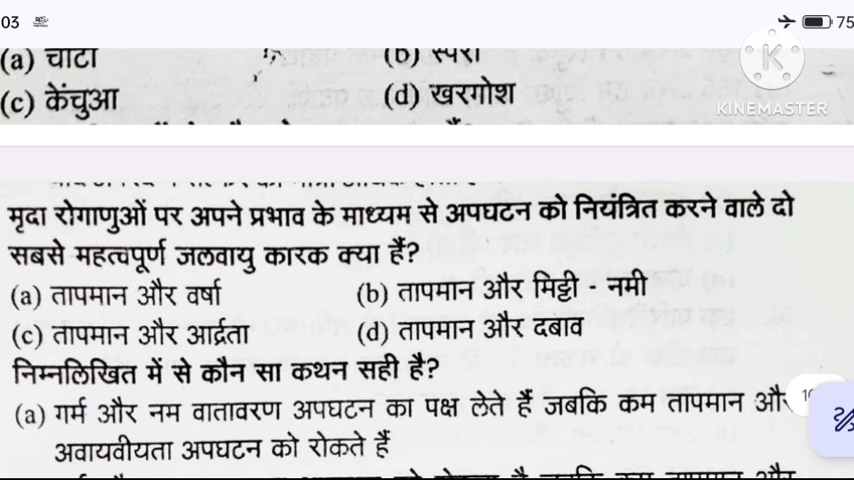 03
75
(a) चाटा
(b) स्पंरा
(c) केंचुआ
(d) खरगोश
K
KINEMASTER
मृदा रोगाणुओं पर अपने प्रभाव के माध्यम से अपघटन को नियंत्रित करने वाले दो
सबसे महत्वपूर्ण जलवायु कारक क्या हैं?
(a) तापमान और वर्षा
(b) तापमान और मिट्टी - नमी
(c) तापमान और आर्द्रता
(d) तापमान और दबाव
निम्नलिखित में से कौन सा कथन सही है?
(a) गर्म और नम वातावरण अपघटन का पक्ष लेते हैं जबकि कम तापमान और
अवायवीयता अपघटन को रोकते हैं